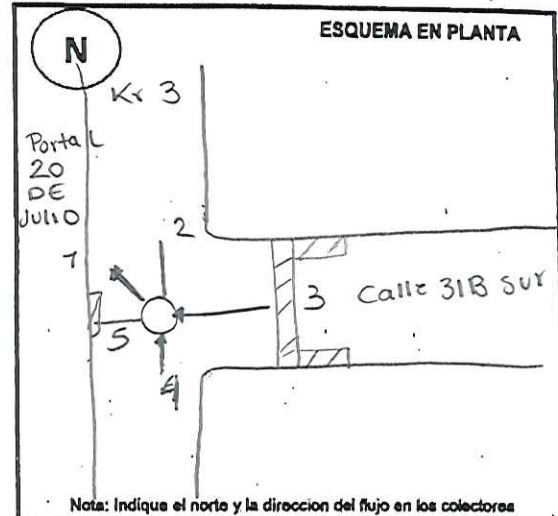 ESQUEMA EN PLANTA
N
Kr 3
Portal
20
DE
JULIO
2
1
3
Calle 31B Sur
5
4
Nota: Indique el norte y la direccion del flujo en los colectores